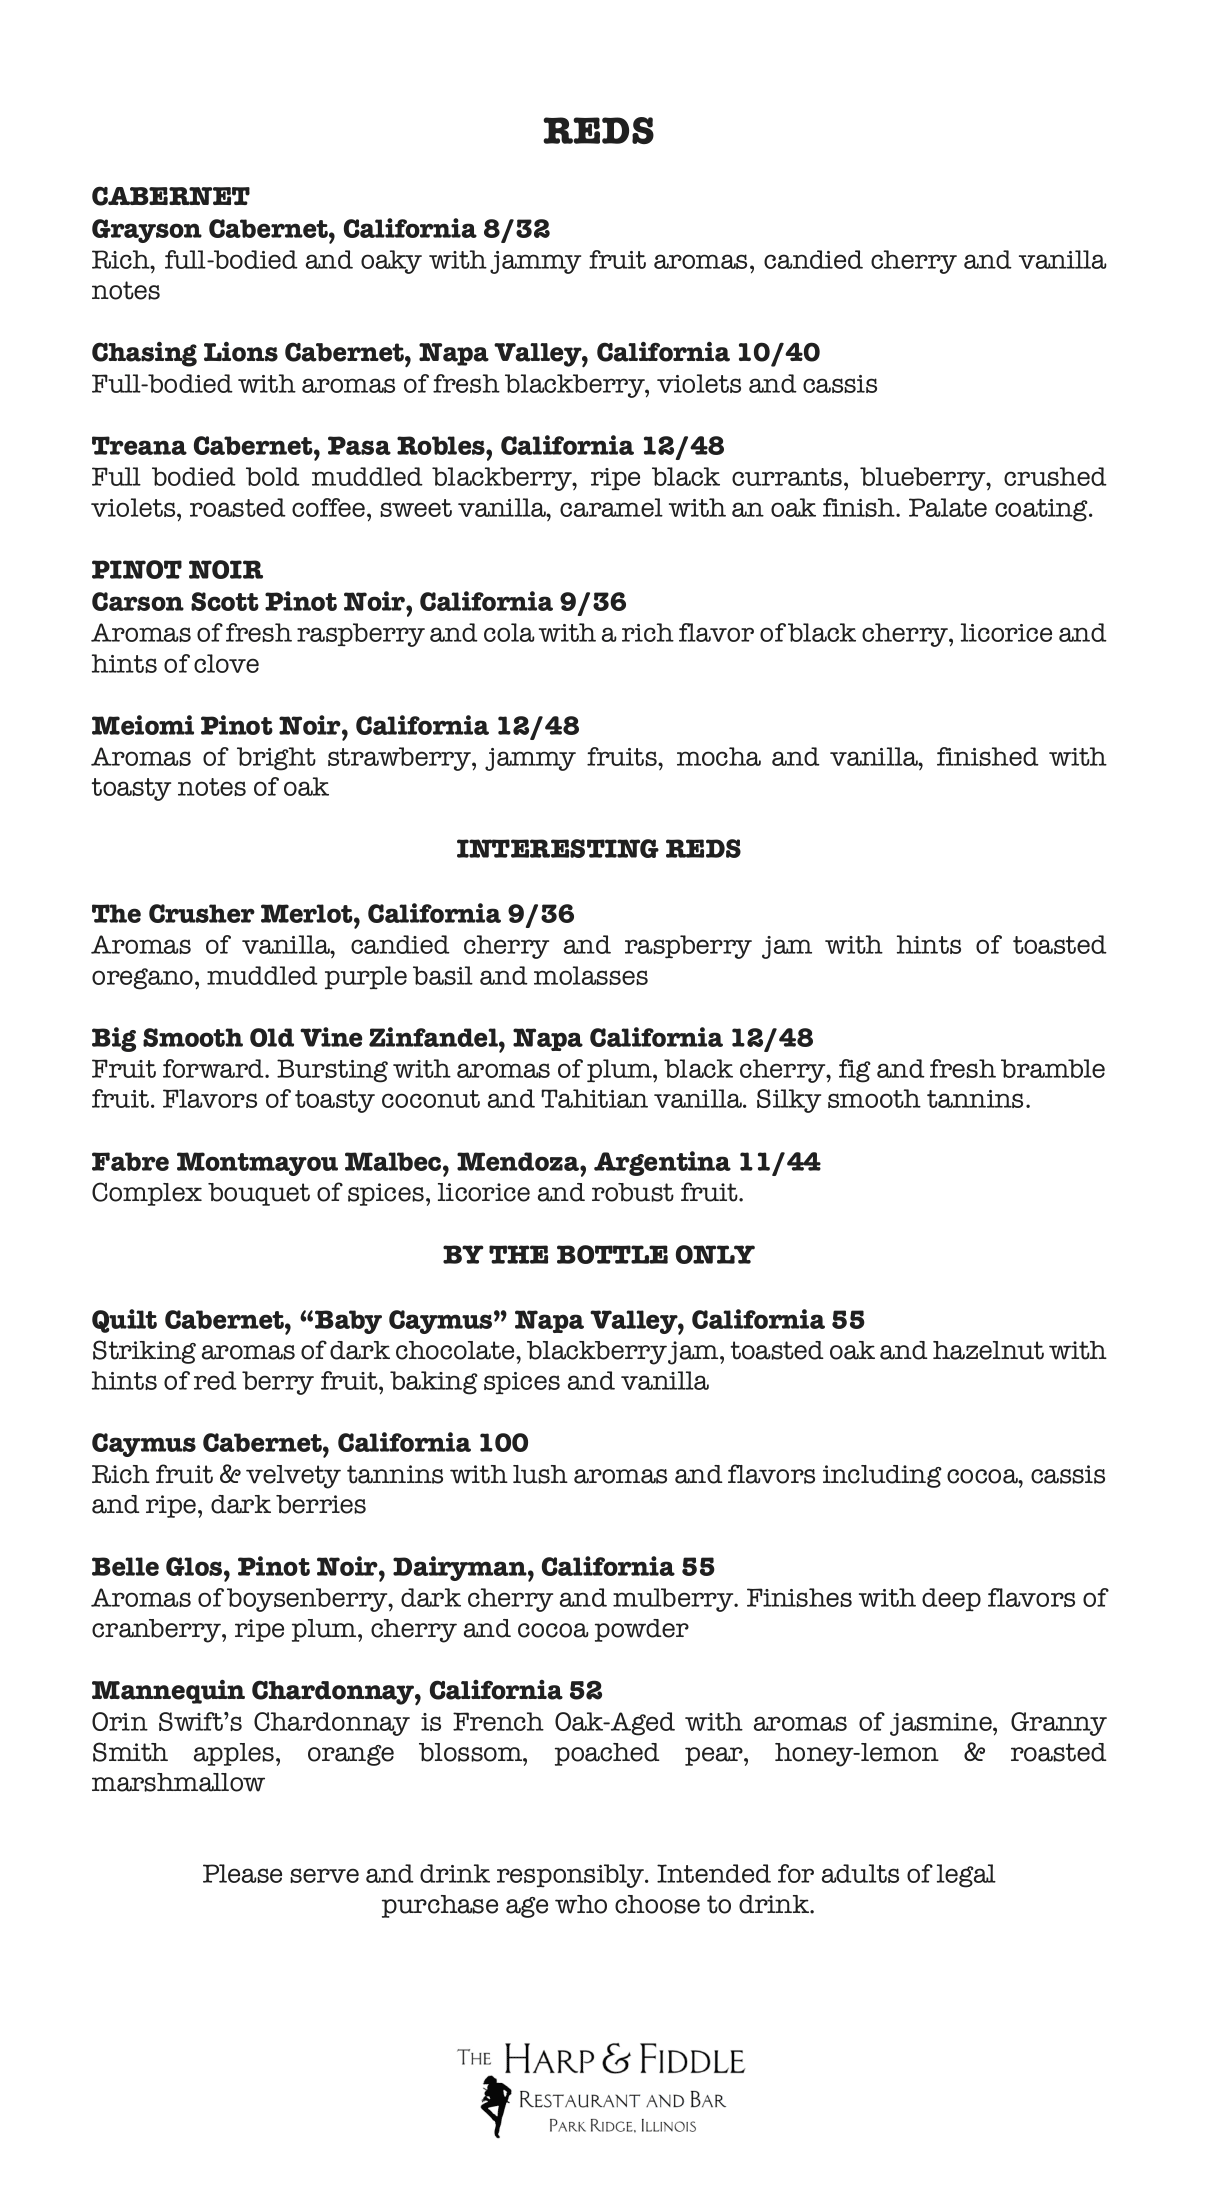 REDS
CABERNET
Grayson Cabernet, California 8/32
Rich, full-bodied and oaky with jammy fruit aromas, candied cherry and vanilla
notes
Chasing Lions Cabernet, Napa Valley, California 10/40
Full-bodied with aromas of fresh blackberry, violets and cassis
Treana Cabernet, Pasa Robles, California 12/48
Full bodied bold muddled blackberry, ripe black currants, blueberry, crushed
violets, roasted coffee, sweet vanilla, caramel with an oak finish. Palate coating.
PINOT NOIR
Carson Scott Pinot Noir, California 9/36
Aromas of fresh raspberry and cola with a rich flavor of black cherry, licorice and
hints of clove
Meiomi Pinot Noir, California 12/48
Aromas of bright strawberry, jammy fruits, mocha and vanilla, finished with
toasty notes of oak
INTERESTING REDS
The Crusher Merlot, California 9/36
Aromas of vanilla, candied cherry and raspberry jam with hints of toasted
oregano, muddled purple basil and molasses
Big Smooth Old Vine Zinfandel, Napa California 12/48
Fruit forward. Bursting with aromas of plum, black cherry, fig and fresh bramble
fruit. Flavors of toasty coconut and Tahitian vanilla. Silky smooth tannins.
Fabre Montmayou Malbec, Mendoza, Argentina 11/44
Complex bouquet of spices, licorice and robust fruit.
BY THE BOTTLE ONLY
Quilt Cabernet, “Baby Caymus” Napa Valley, California 55
Striking aromas of dark chocolate, blackberry jam, toasted oak and hazelnut with
hints of red berry fruit, baking spices and vanilla
Caymus Cabernet, California 100
Rich fruit & velvety tannins with lush aromas and flavors including cocoa, cassis
and ripe, dark berries
Belle Glos, Pinot Noir, Dairyman, California 55
Aromas of boysenberry, dark cherry and mulberry. Finishes with deep flavors of
cranberry, ripe plum, cherry and cocoa powder
Mannequin Chardonnay, California 52
Orin Swift’s Chardonnay is French Oak-Aged with aromas of jasmine, Granny
Smith apples, orange blossom, poached pear, honey-lemon & roasted
marshmallow
Please serve and drink responsibly. Intended for adults of legal
purchase age who choose to drink.
THE HARP & FIDDLE
RESTAURANT AND BAR
PARK RIDGE, ILLINOIS